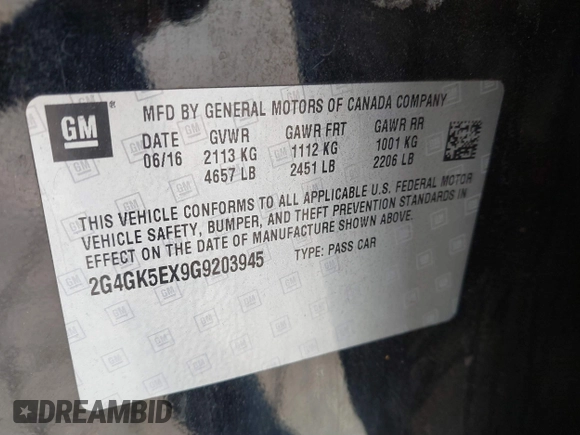 GM
MFD BY GENERAL MOTORS OF CANADA COMPANY
DATE GVWR GAWR FRT GAWR RR
06/16 2113 KG 1112 KG 1001 KG
4657 LB 2451 LB 2206 LB
THIS VEHICLE CONFORMS TO ALL APPLICABLE U.S. FEDERAL MOTOR
VEHICLE SAFETY, BUMPER, AND THEFT PREVENTION STANDARDS IN
EFFECT ON THE DATE OF MANUFACTURE SHOWN ABOVE.
2G4GK5EX9G9203945 TYPE: PASS CAR
DREAMBID